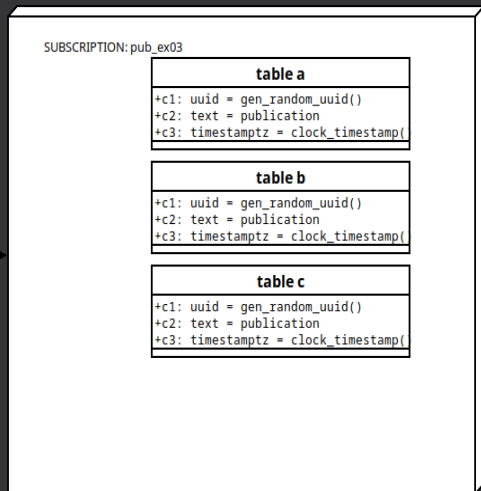 SUBSCRIPTION: pub_ex03
table a
+c1: uuid = gen_random_uuid()
+c2: text = publication
+c3: timestamptz = clock_timestamp(
table b
+c1: uuid = gen_random_uuid()
+c2: text = publication
+c3: timestamptz = clock_timestamp(
table c
+c1: uuid = gen_random_uuid()
+c2: text = publication
+c3: timestamptz = clock_timestamp(